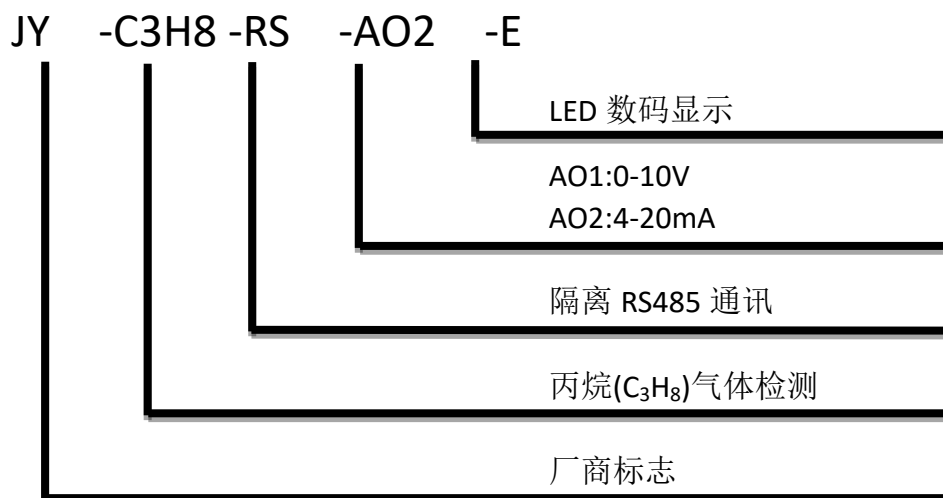 JY -C3H8 -RS -AO2 -E
LED 数码显示
AO1:0-10V
AO2:4-20mA
隔离 RS485 通讯
丙烷(C₃H₈)气体检测
厂商标志